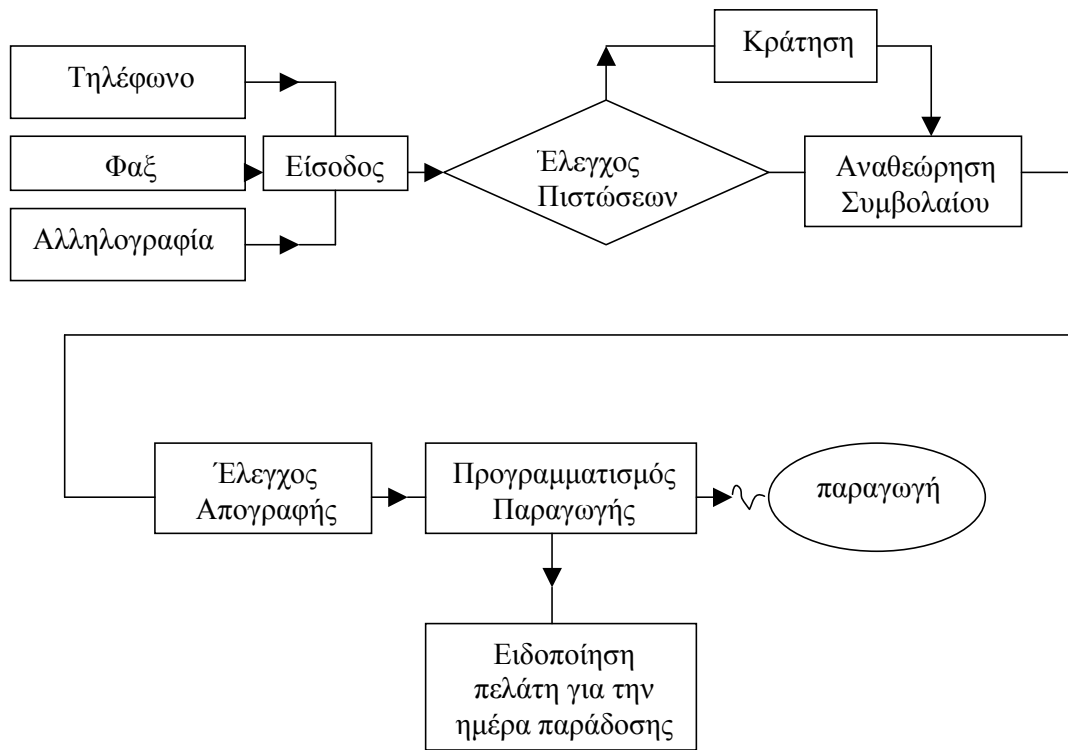 Τηλέφωνο
Φαξ
Αλληλογραφία
Είσοδος
Έλεγχος
Πιστώσεων
Κράτηση
Αναθεώρηση
Συμβολαίου
Έλεγχος
Απογραφής
Προγραμματισμός
Παραγωγής
παραγωγή
Ειδοποίηση
πελάτη για την
ημέρα παράδοσης